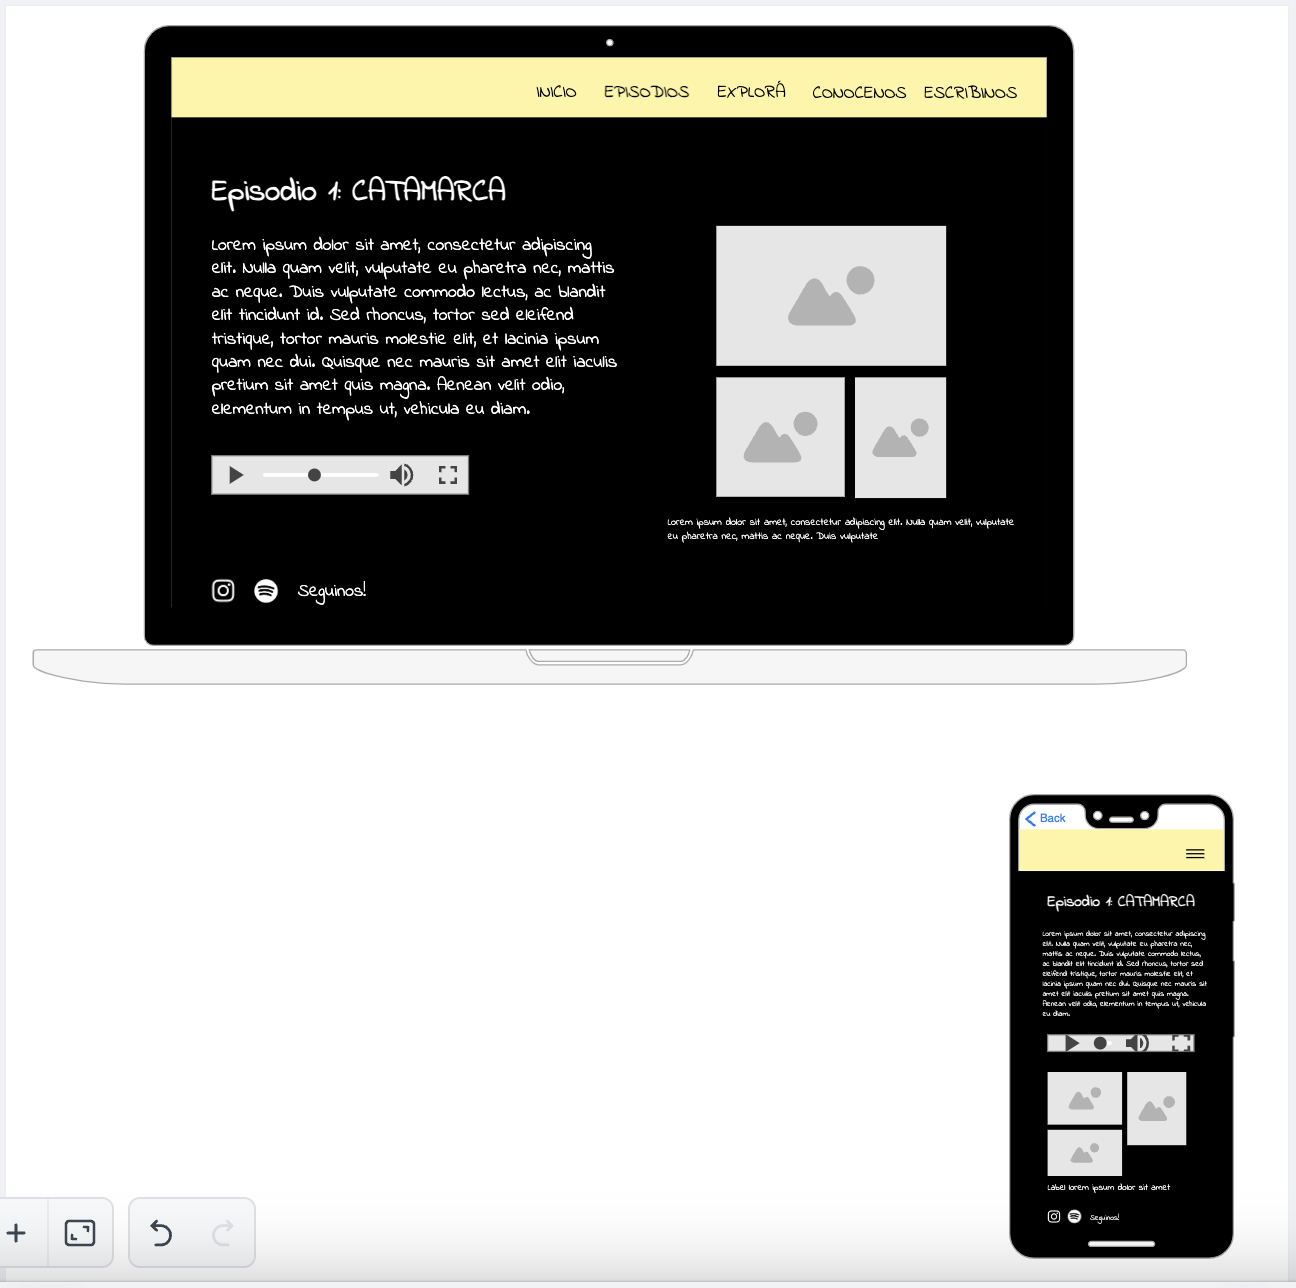 INICIO EPISODIOS EXPLORÁ CONOCENOS ESCRIBINOS
Episodio 1: CATAMARCA
Lorem ipsum dolor sit amet, consectetur adipiscing
elit. Nulla quam velit, vulputate eu pharetra nec, mattis
ac neque. Duis vulputate commodo lectus, ac blandit
elit tincidunt id. Sed rhoncus, tortor sed eleifend
tristique, tortor mauris molestie elit, et lacinia ipsum
quam nec dui. Quisque nec mauris sit amet elit iaculis
pretium sit amet quis magna. Aenean velit odio,
elementum in tempus ut, vehicula eu diam.
Lorem ipsum dolor sit amet, consectetur adipiscing elit. Nulla quam velit, vulputate
eu pharetra nec, mattis ac neque. Duis vulputate
Seguinos!
Back
Episodio 1: CATAMARCA
Lorem ipsum dolor sit amet, consectetur adipiscing
elit. Nulla quam velit, vulputate eu pharetra nec,
mattis ac neque. Duis vulputate commodo lectus,
ac blandit elit tincidunt id. Sed rhoncus, tortor sed
eleifend tristique, tortor mauris molestie elit, et
lacinia ipsum quam nec dui. Quisque nec mauris sit
amet elit iaculis pretium sit amet quis magna.
Aenean velit odio, elementum in tempus ut, vehicula
eu diam.
Label lorem ipsum dolor sit amet
Seguinos!